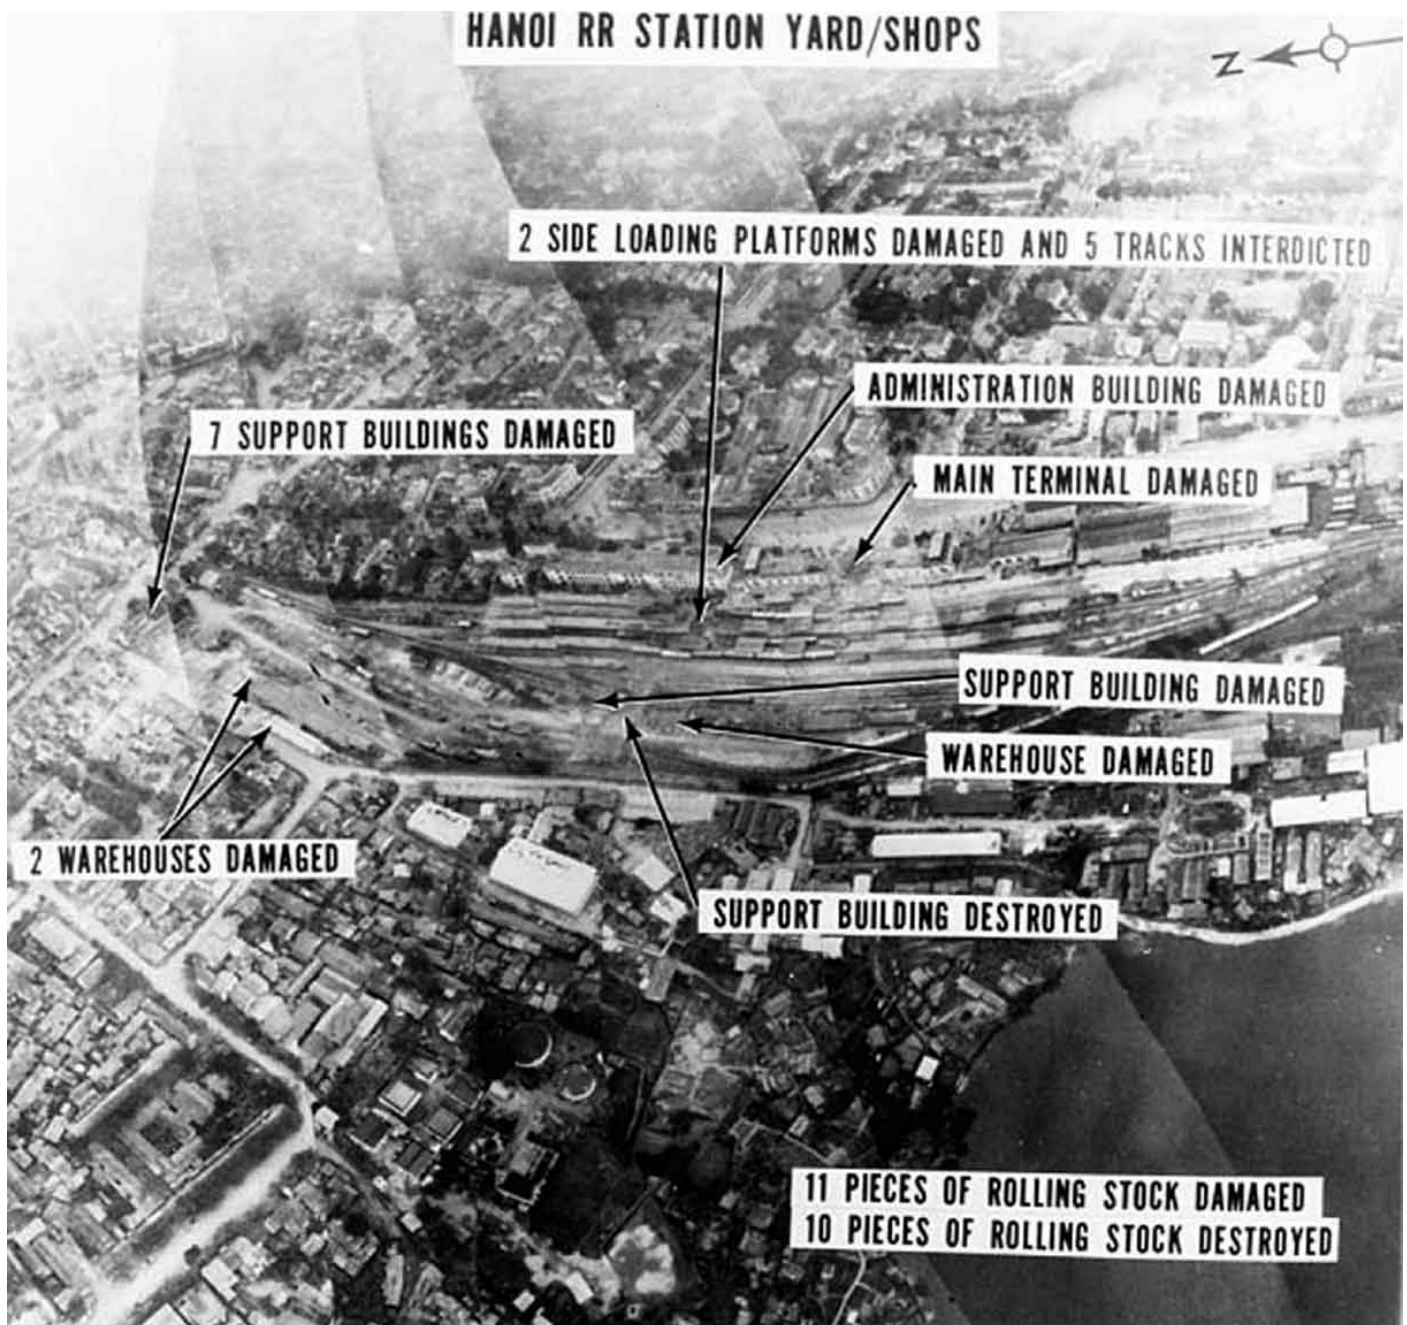 HANOI RR STATION YARD/SHOPS
N
2 SIDE LOADING PLATFORMS DAMAGED AND 5 TRACKS INTERDICTED
ADMINISTRATION BUILDING DAMAGED
7 SUPPORT BUILDINGS DAMAGED
MAIN TERMINAL DAMAGED
SUPPORT BUILDING DAMAGED
WAREHOUSE DAMAGED
2 WAREHOUSES DAMAGED
SUPPORT BUILDING DESTROYED
11 PIECES OF ROLLING STOCK DAMAGED
10 PIECES OF ROLLING STOCK DESTROYED